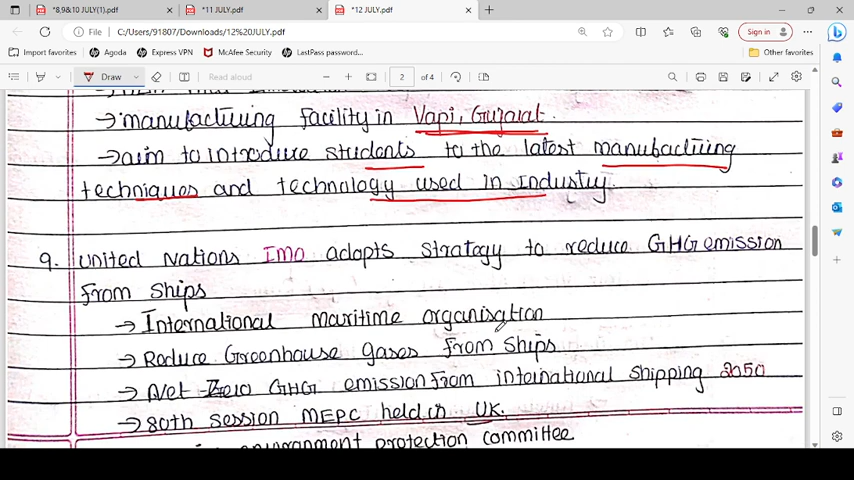 *8,9&10 JULY(1).pdf
*11 JULY.pdf
*12 JULY.pdf
File
C:/Users/91807/Downloads/12%20JULY.pdf
Sign in
Import favorites
Agoda
Express VPN
McAfee Security
LastPass password...
Other favorites
Draw
Read aloud
2
of 4
→manufacturing facility in Vapi, Gujarat.
→aim to introduce students to the latest manufacturing
techniques and technology used in Industry.
9. United Nations IMO adopts strategy to reduce GHG emission
from ships
→ International maritime organisation
→ Reduce Greenhouse gases from ships
→ Net Zero GHG emission from international shipping 2050
→ 80th session MEPC held in UK.
environment protection committee